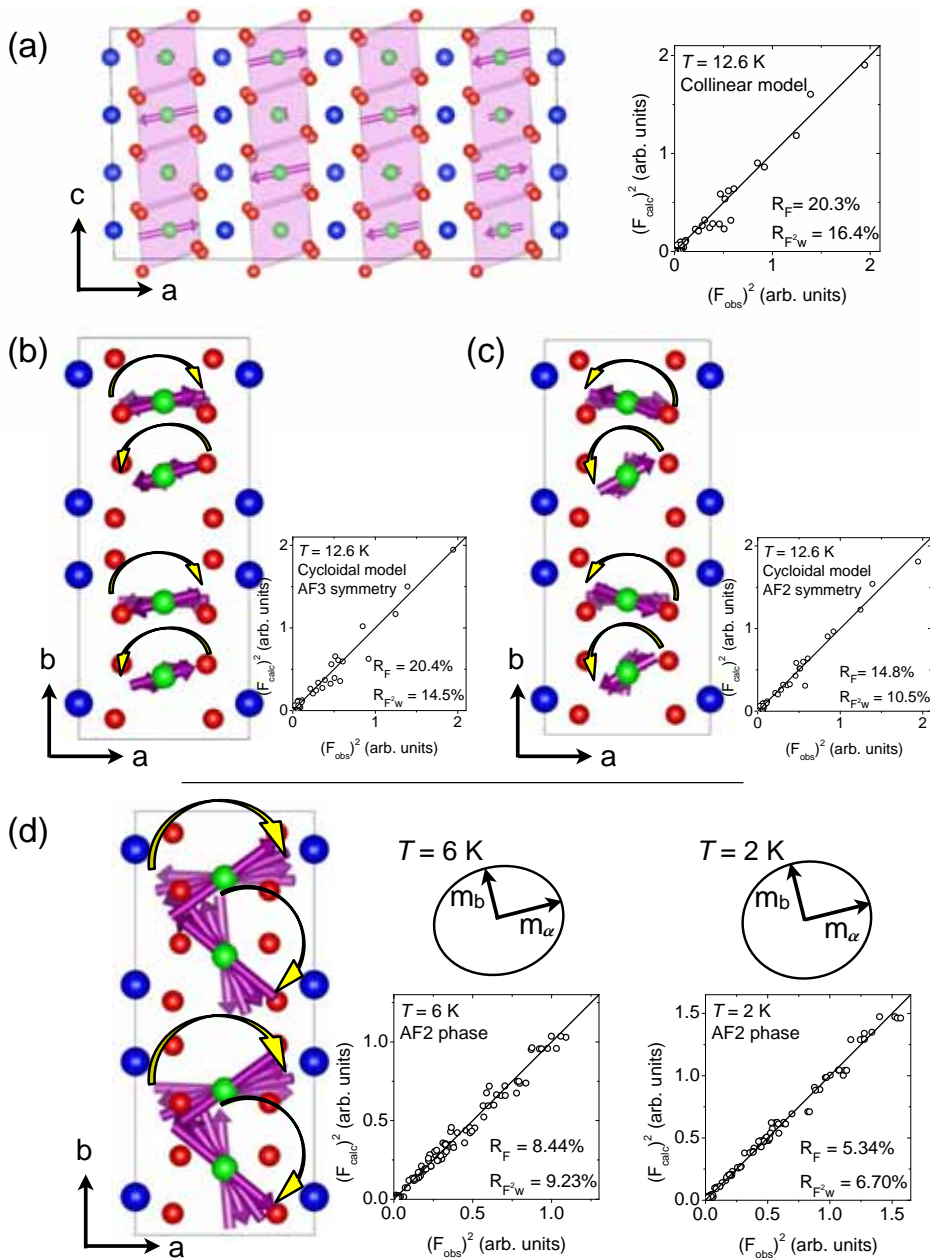 (a)
c
a
T = 12.6 K
Collinear model
2
1
0
0
1
2
R_F = 20.3%
R_F²w = 16.4%
(F_calc)² (arb. units)
(F_obs)² (arb. units)
(b)
b
a
T = 12.6 K
Cycloidal model
AF3 symmetry
2
1
0
0
1
2
R_F = 20.4%
R_F²w = 14.5%
(F_calc)² (arb. units)
(F_obs)² (arb. units)
(c)
b
a
T = 12.6 K
Cycloidal model
AF2 symmetry
2
1
0
0
1
2
R_F = 14.8%
R_F²w = 10.5%
(F_calc)² (arb. units)
(F_obs)² (arb. units)
(d)
b
a
T = 6 K
m_b
m_α
T = 6 K
AF2 phase
1.0
0.5
0.0
0.0
0.5
1.0
R_F = 8.44%
R_F²w = 9.23%
(F_calc)² (arb. units)
(F_obs)² (arb. units)
T = 2 K
m_b
m_α
T = 2 K
AF2 phase
1.5
1.0
0.5
0.0
0.0
0.5
1.0
1.5
R_F = 5.34%
R_F²w = 6.70%
(F_calc)² (arb. units)
(F_obs)² (arb. units)